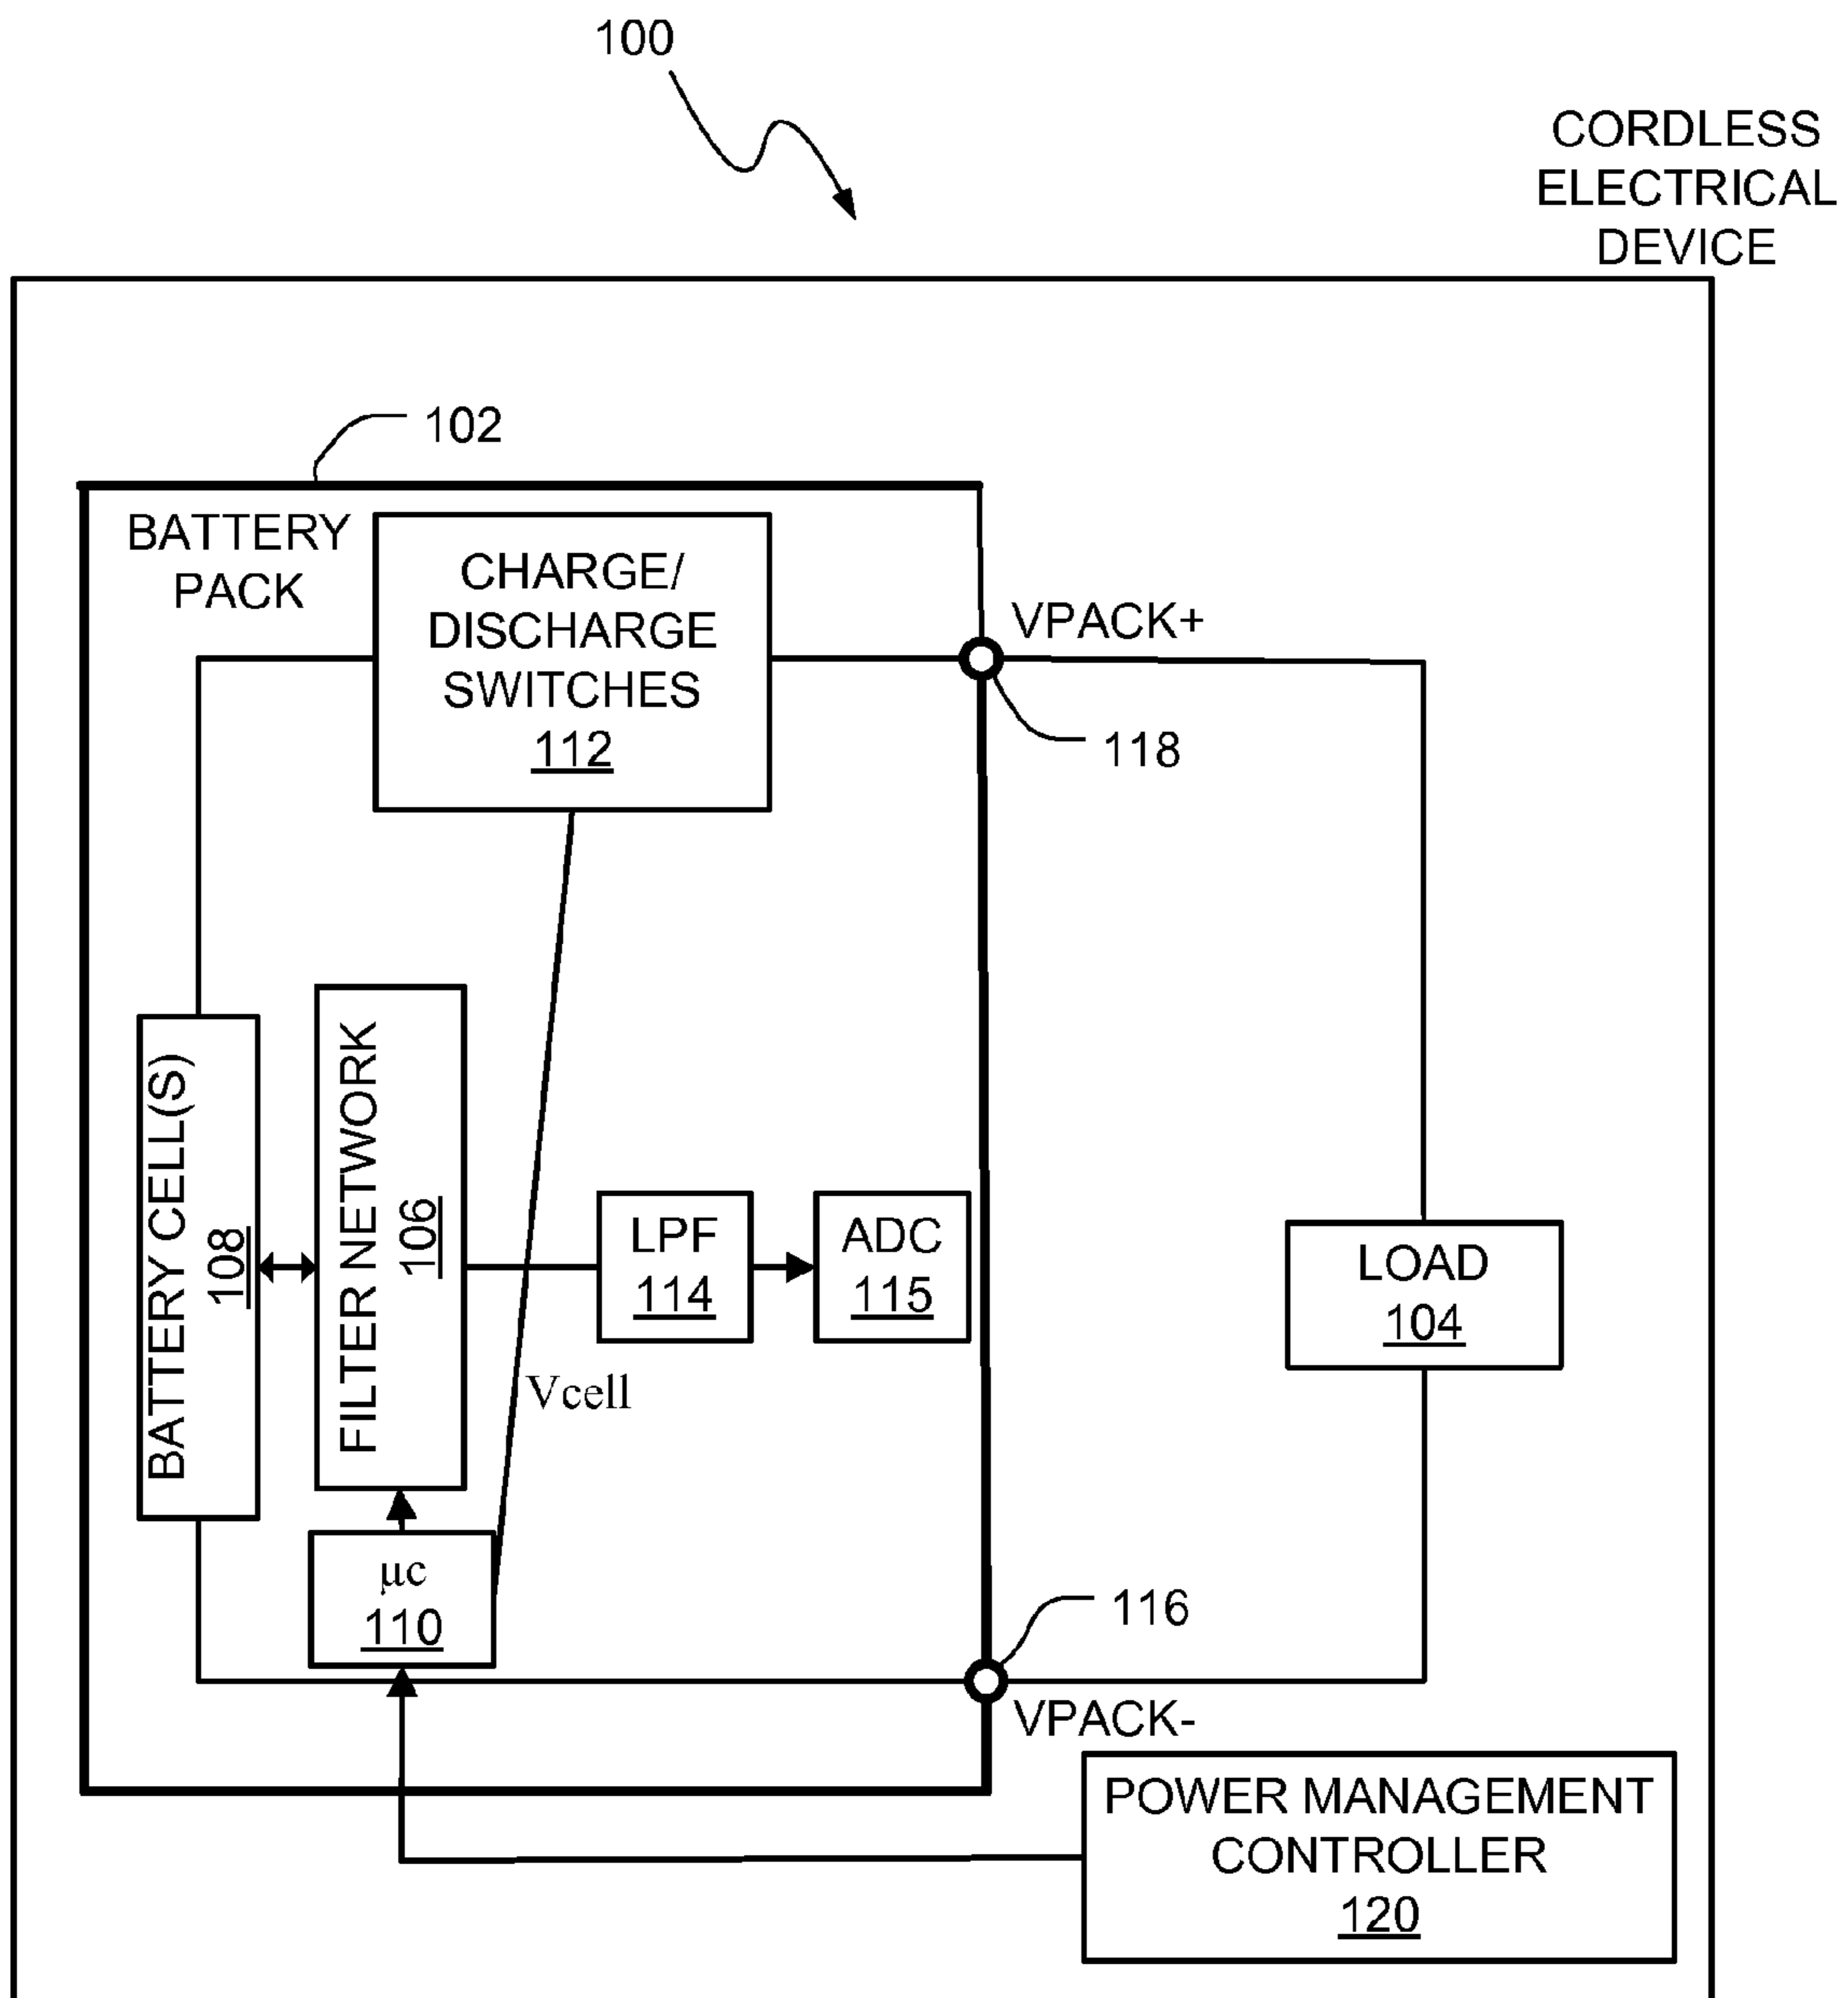 100
CORDLESS
ELECTRICAL
DEVICE
102
BATTERY
PACK
CHARGE/
DISCHARGE
SWITCHES
112
VPACK+
118
BATTERY CELL(S)
108
FILTER NETWORK
106
LPF
114
ADC
115
LOAD
104
Vcell
μc
110
116
VPACK-
POWER MANAGEMENT
CONTROLLER
120